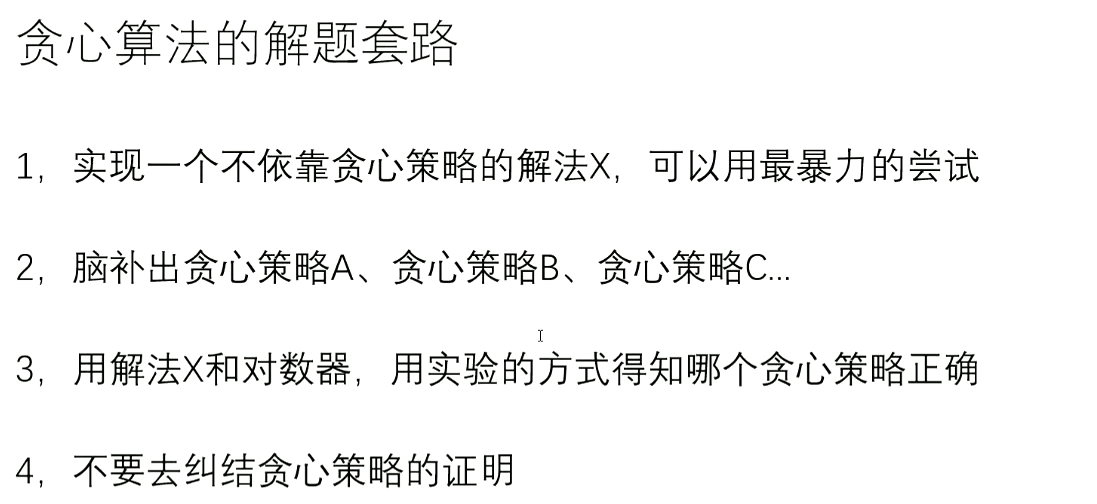 贪心算法的解题套路
1，实现一个不依靠贪心策略的解法X，可以用最暴力的尝试
2，脑补出贪心策略A、贪心策略B、贪心策略C...
3，用解法X和对数器，用实验的方式得知哪个贪心策略正确
4，不要去纠结贪心策略的证明